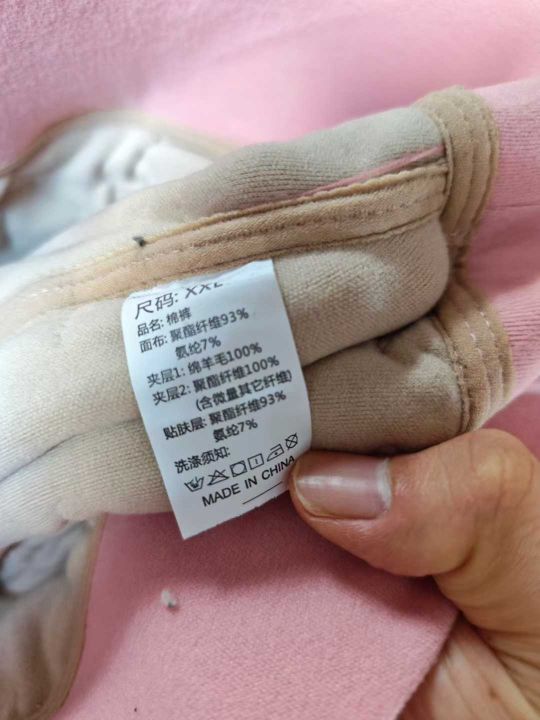 尺码: XXL
品名: 棉裤
面布: 聚酯纤维93%
氨纶7%
夹层1: 绵羊毛100%
夹层2: 聚酯纤维100%
(含微量其它纤维)
贴肤层: 聚酯纤维93%
氨纶7%
洗涤须知:
MADE IN CHINA